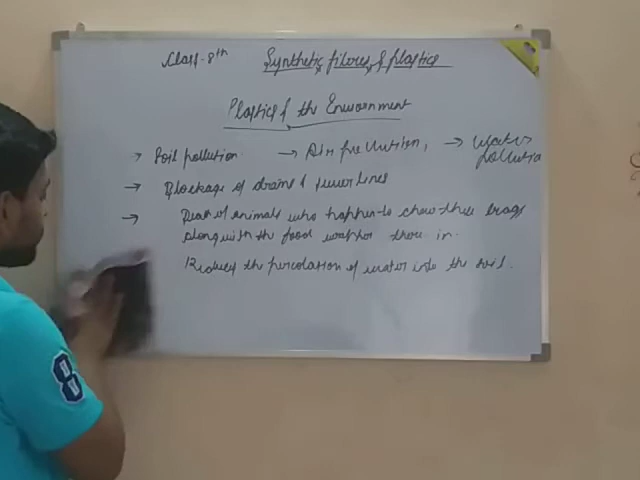 Class-8th Synthetic fibres & plastics
Plastics & the Environment
→ Soil pollution → Air pollution, → Water
pollution
→ Blockage of drains & sewer lines
→ Death of animals who happen to chew these bags
along with the food wrapped there in.
Reduces the percolation of water into the soil.
8